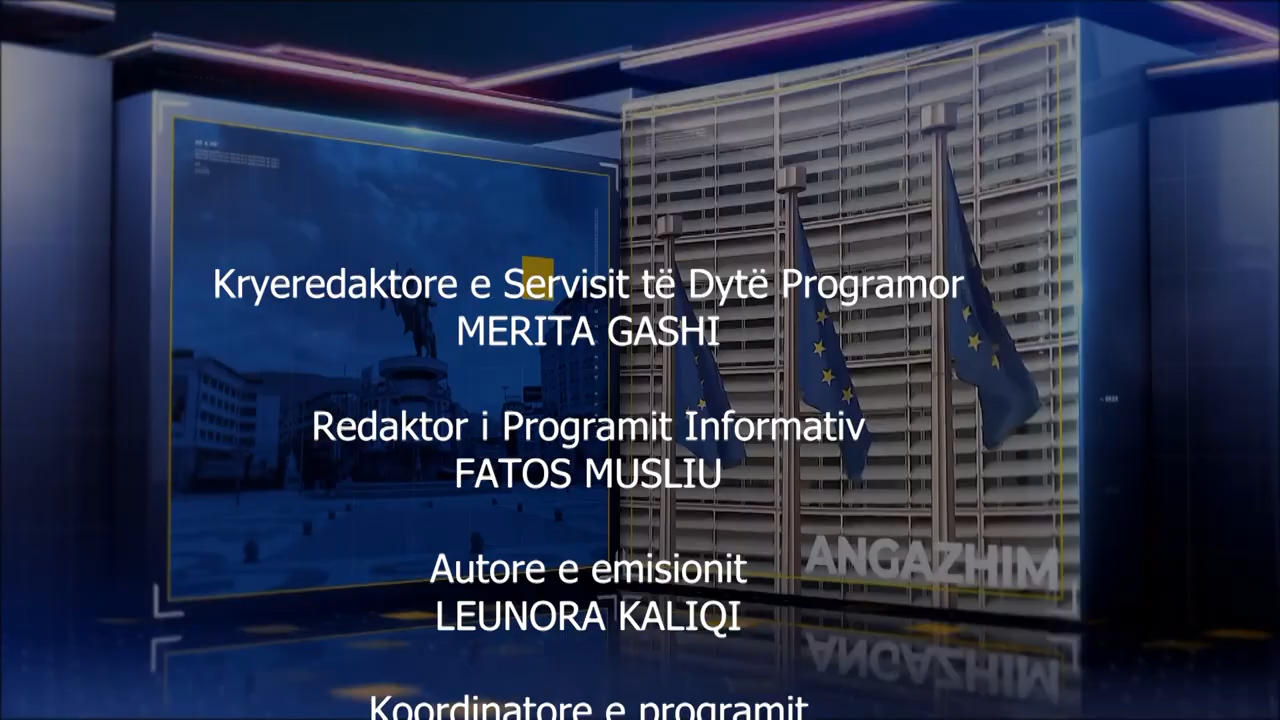 Kryeredaktore e Servisit të Dytë Programor
MERITA GASHI
Redaktor i Programit Informativ
FATOS MUSLIU
Autore e emisionit
LEUNORA KALIQI
ANGAZHIM
Koordinatore e programit